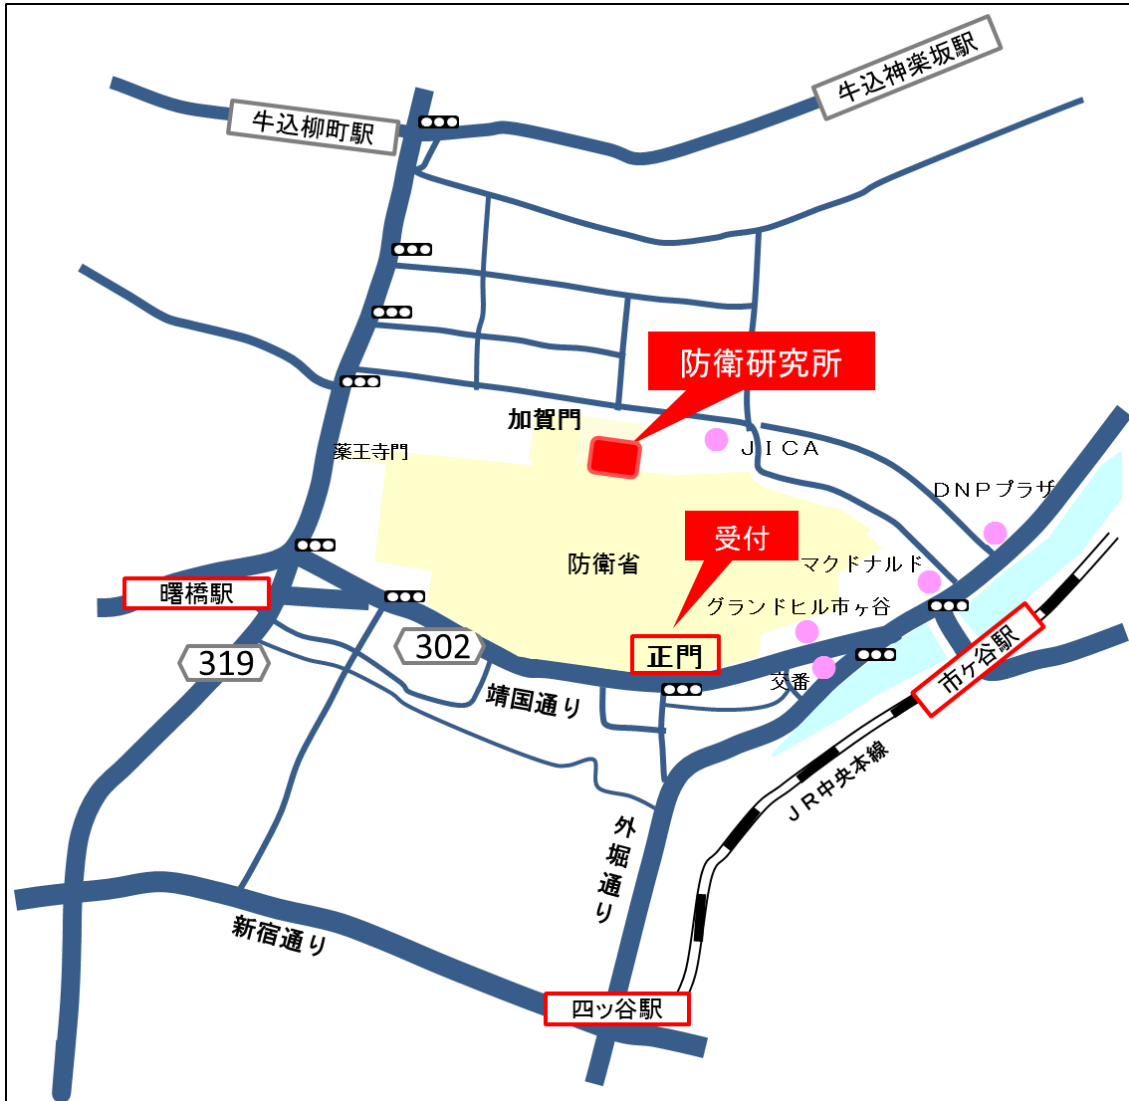 牛込神楽坂駅
牛込柳町駅
防衛研究所
加賀門
ＪＩＣＡ
薬王寺門
ＤＮＰプラザ
受付
防衛省
マクドナルド
曙橋駅
グランドヒル市ヶ谷
302
正門
319
市ヶ谷駅
交番
靖国通り
ＪＲ中央本線
外堀通り
新宿通り
四ッ谷駅